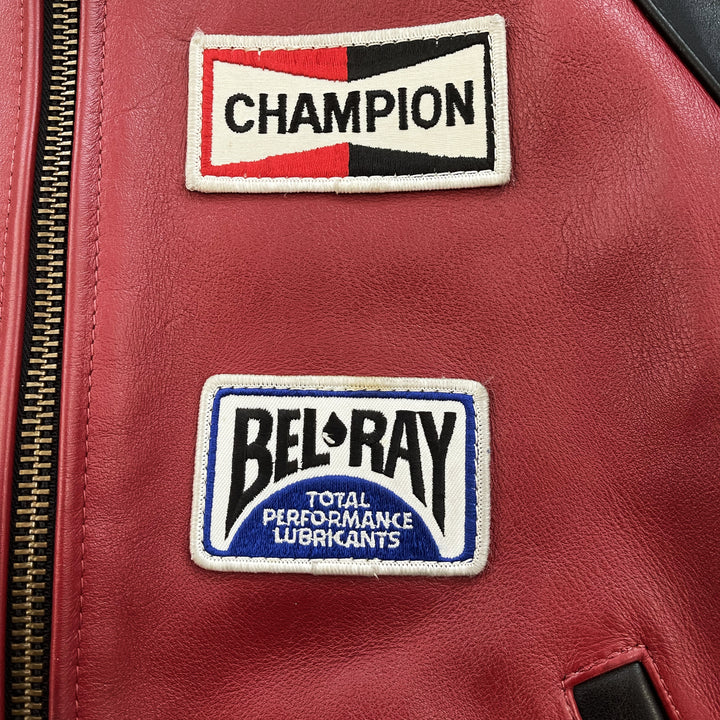 CHAMPION
BEL-RAY
TOTAL
PERFORMANCE
LUBRICANTS